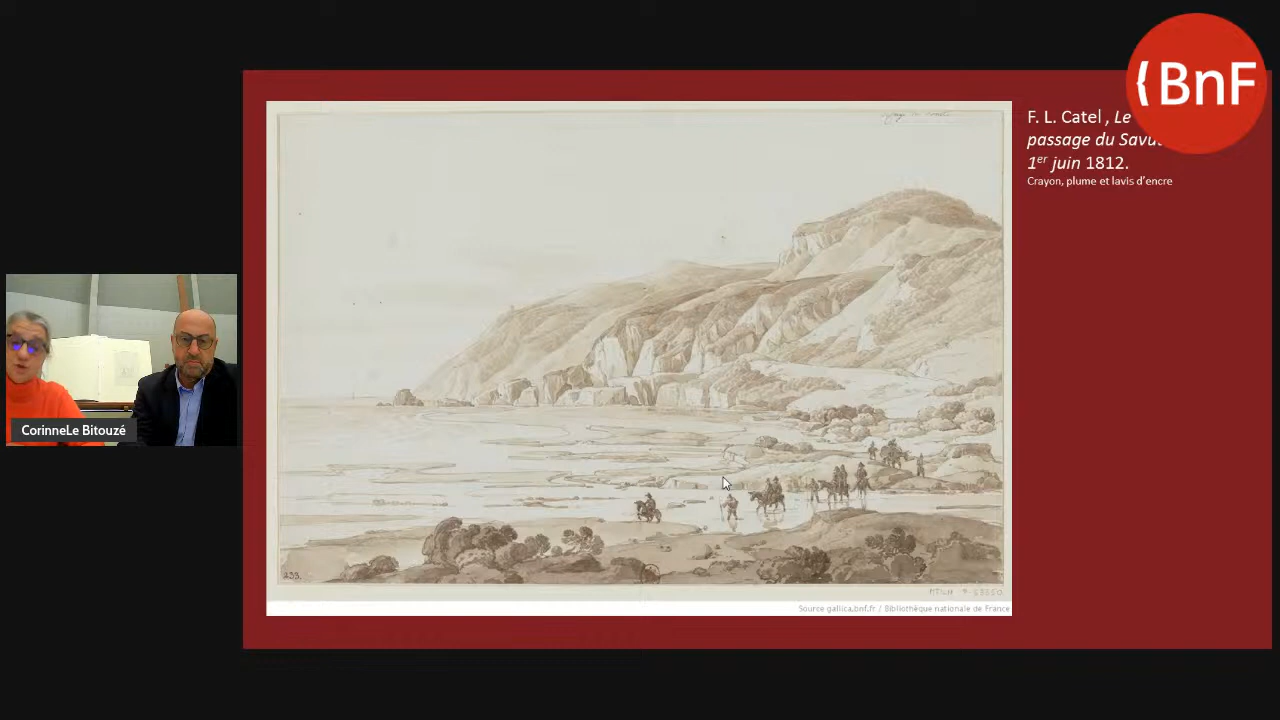 {BnF
F. L. Catel , Le
passage du
1er juin 1812.
Crayon, plume et lavis d'encre
CorinneLe Bitouzé
233.
Source gallica.bnf.fr / Bibliothèque nationale de France